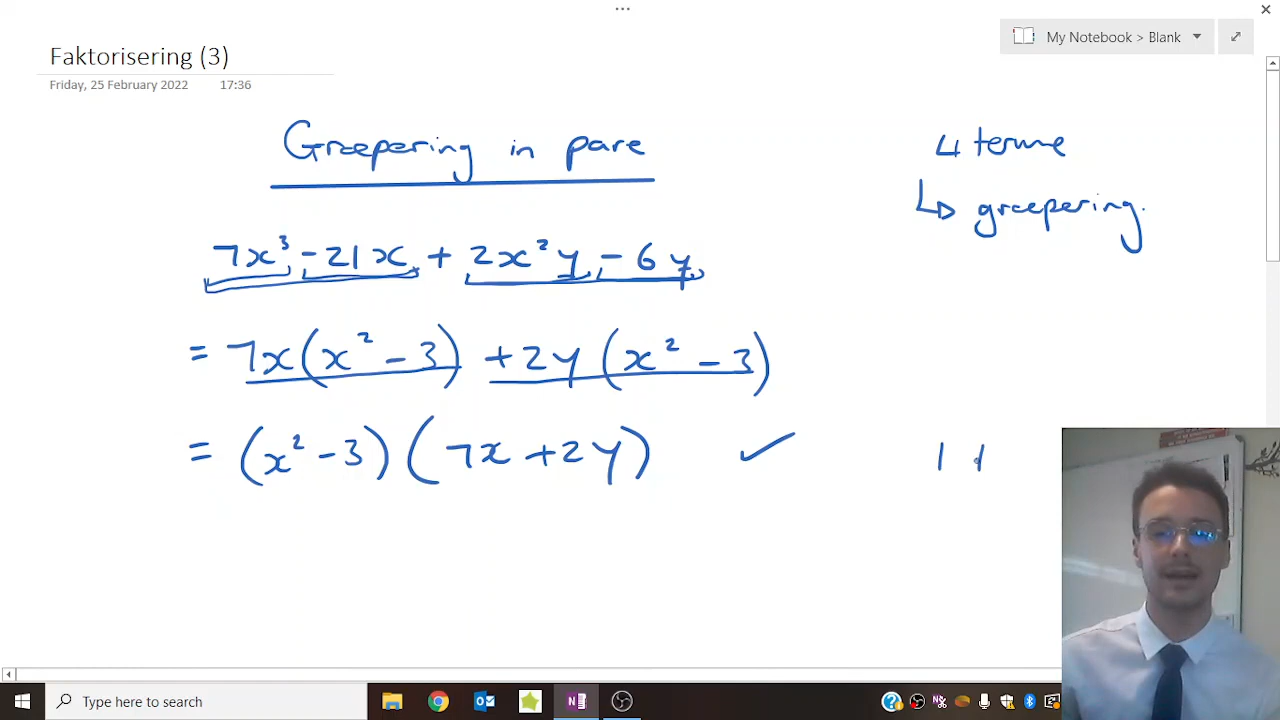 My Notebook > Blank
Faktorisering (3)
Friday, 25 February 2022 17:36
Groepering in pare
4 terme
↳ groepering.
7x³ - 21x + 2x²y - 6y
= 7x(x² - 3) + 2y(x² - 3)
= (x² - 3)(7x + 2y) ✓
Type here to search